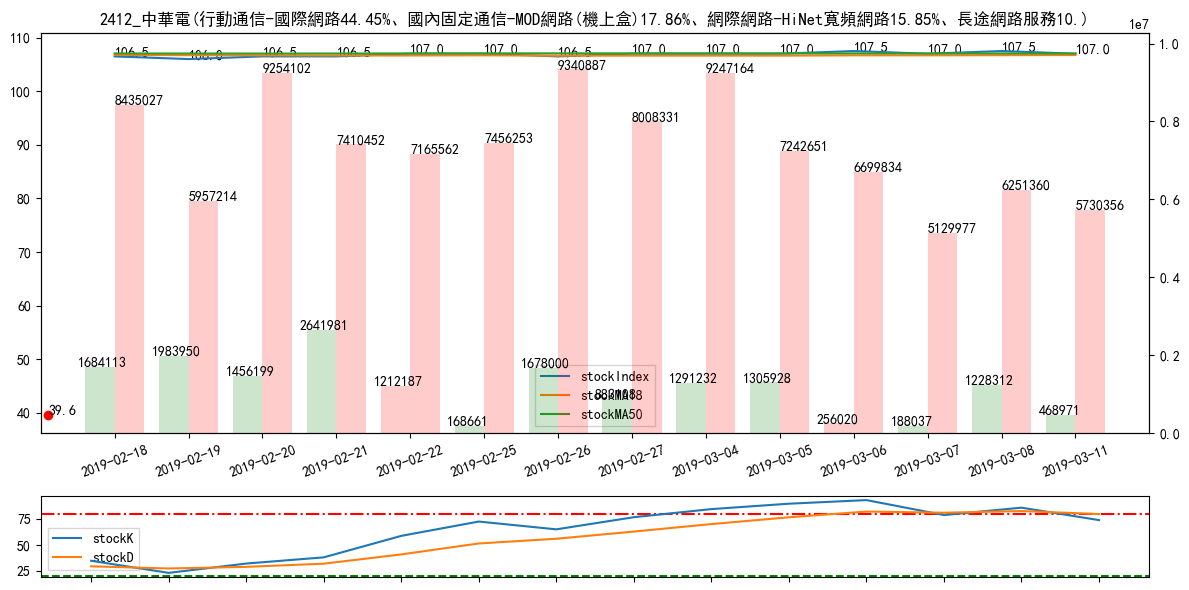 2412_中華電(行動通信-國際網路44.45%、國內固定通信-MOD網路(機上盒)17.86%、網際網路-HiNet寬頻網路15.85%、長途網路服務10.)
1e7
110
100
90
80
70
60
50
40
1.0
0.8
0.6
0.4
0.2
0.0
106.5 106.0 106.5 106.5 107.0 107.0 106.5 107.0 107.0 107.0 107.5 107.0 107.5 107.0
8435027 5957214 9254102 7410452 7165562 7456253 9340887 8008331 9247164 7242651 6699834 5129977 6251360 5730356
1684113 1983950 1456199 2641981 1212187 168661 1678000 1291232 1305928 256020 188037 1228312 468971
39.6
stockIndex
stockMA18
stockMA50
2019-02-18 2019-02-19 2019-02-20 2019-02-21 2019-02-22 2019-02-25 2019-02-26 2019-02-27 2019-03-04 2019-03-05 2019-03-06 2019-03-07 2019-03-08 2019-03-11
75
50
25
stockK
stockD